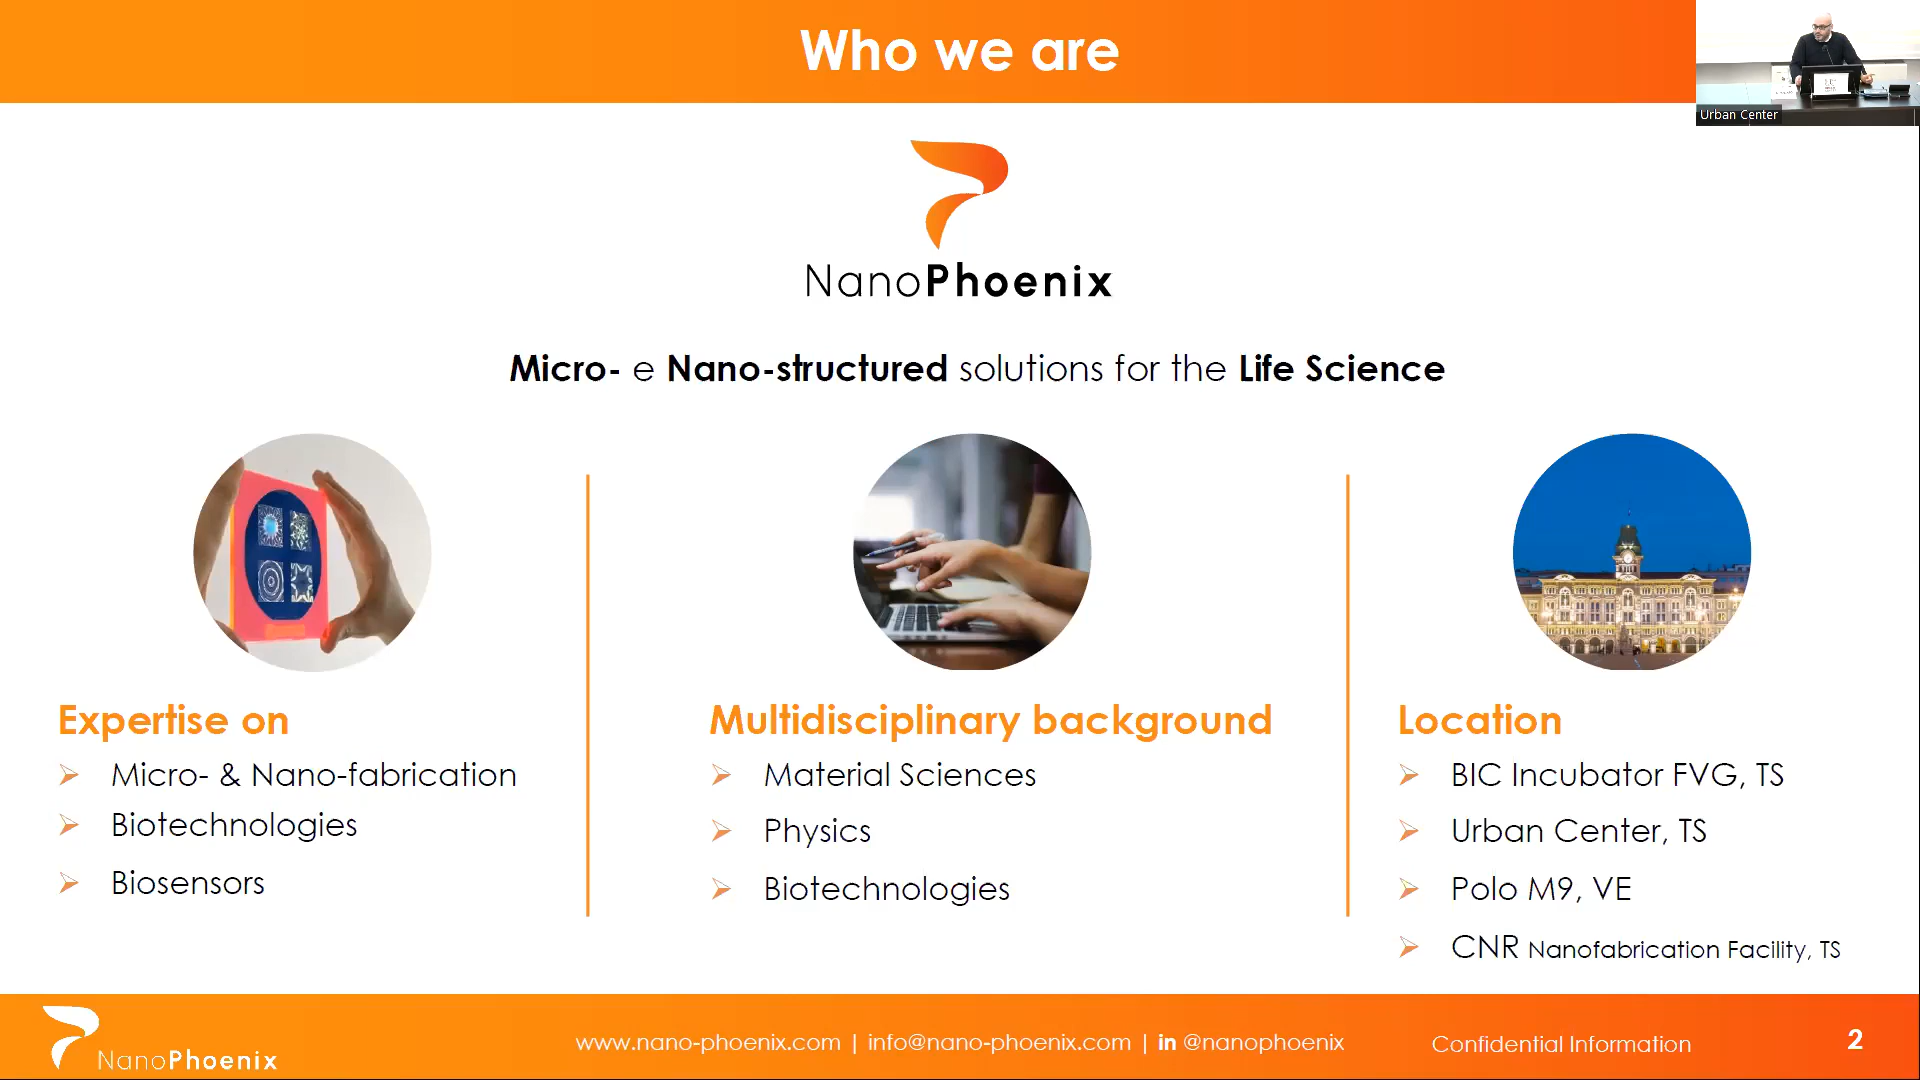 Who we are
Urban Center
NanoPhoenix
Micro- e Nano-structured solutions for the Life Science
Expertise on
Micro- & Nano-fabrication
Biotechnologies
Biosensors
Multidisciplinary background
Material Sciences
Physics
Biotechnologies
Location
BIC Incubator FVG, TS
Urban Center, TS
Polo M9, VE
CNR Nanofabrication Facility, TS
NanoPhoenix
www.nano-phoenix.com | info@nano-phoenix.com | in @nanophoenix
Confidential Information
2